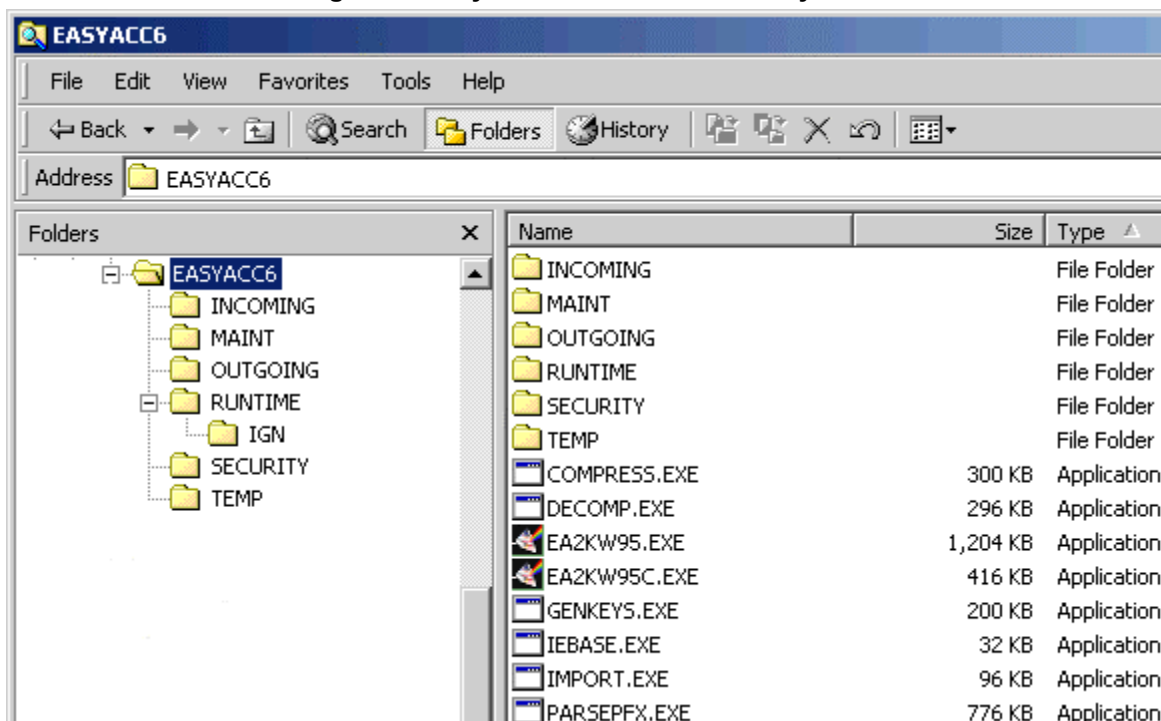 EASYACC6
File Edit View Favorites Tools Help
Back Search Folders History
Address EASYACC6
Folders
EASYACC6
INCOMING
MAINT
OUTGOING
RUNTIME
IGN
SECURITY
TEMP
Name Size Type
INCOMING File Folder
MAINT File Folder
OUTGOING File Folder
RUNTIME File Folder
SECURITY File Folder
TEMP File Folder
COMPRESS.EXE 300 KB Application
DECOMP.EXE 296 KB Application
EA2KW95.EXE 1,204 KB Application
EA2KW95C.EXE 416 KB Application
GENKEYS.EXE 200 KB Application
IEBASE.EXE 32 KB Application
IMPORT.EXE 96 KB Application
PARSEPFX.EXE 776 KB Application